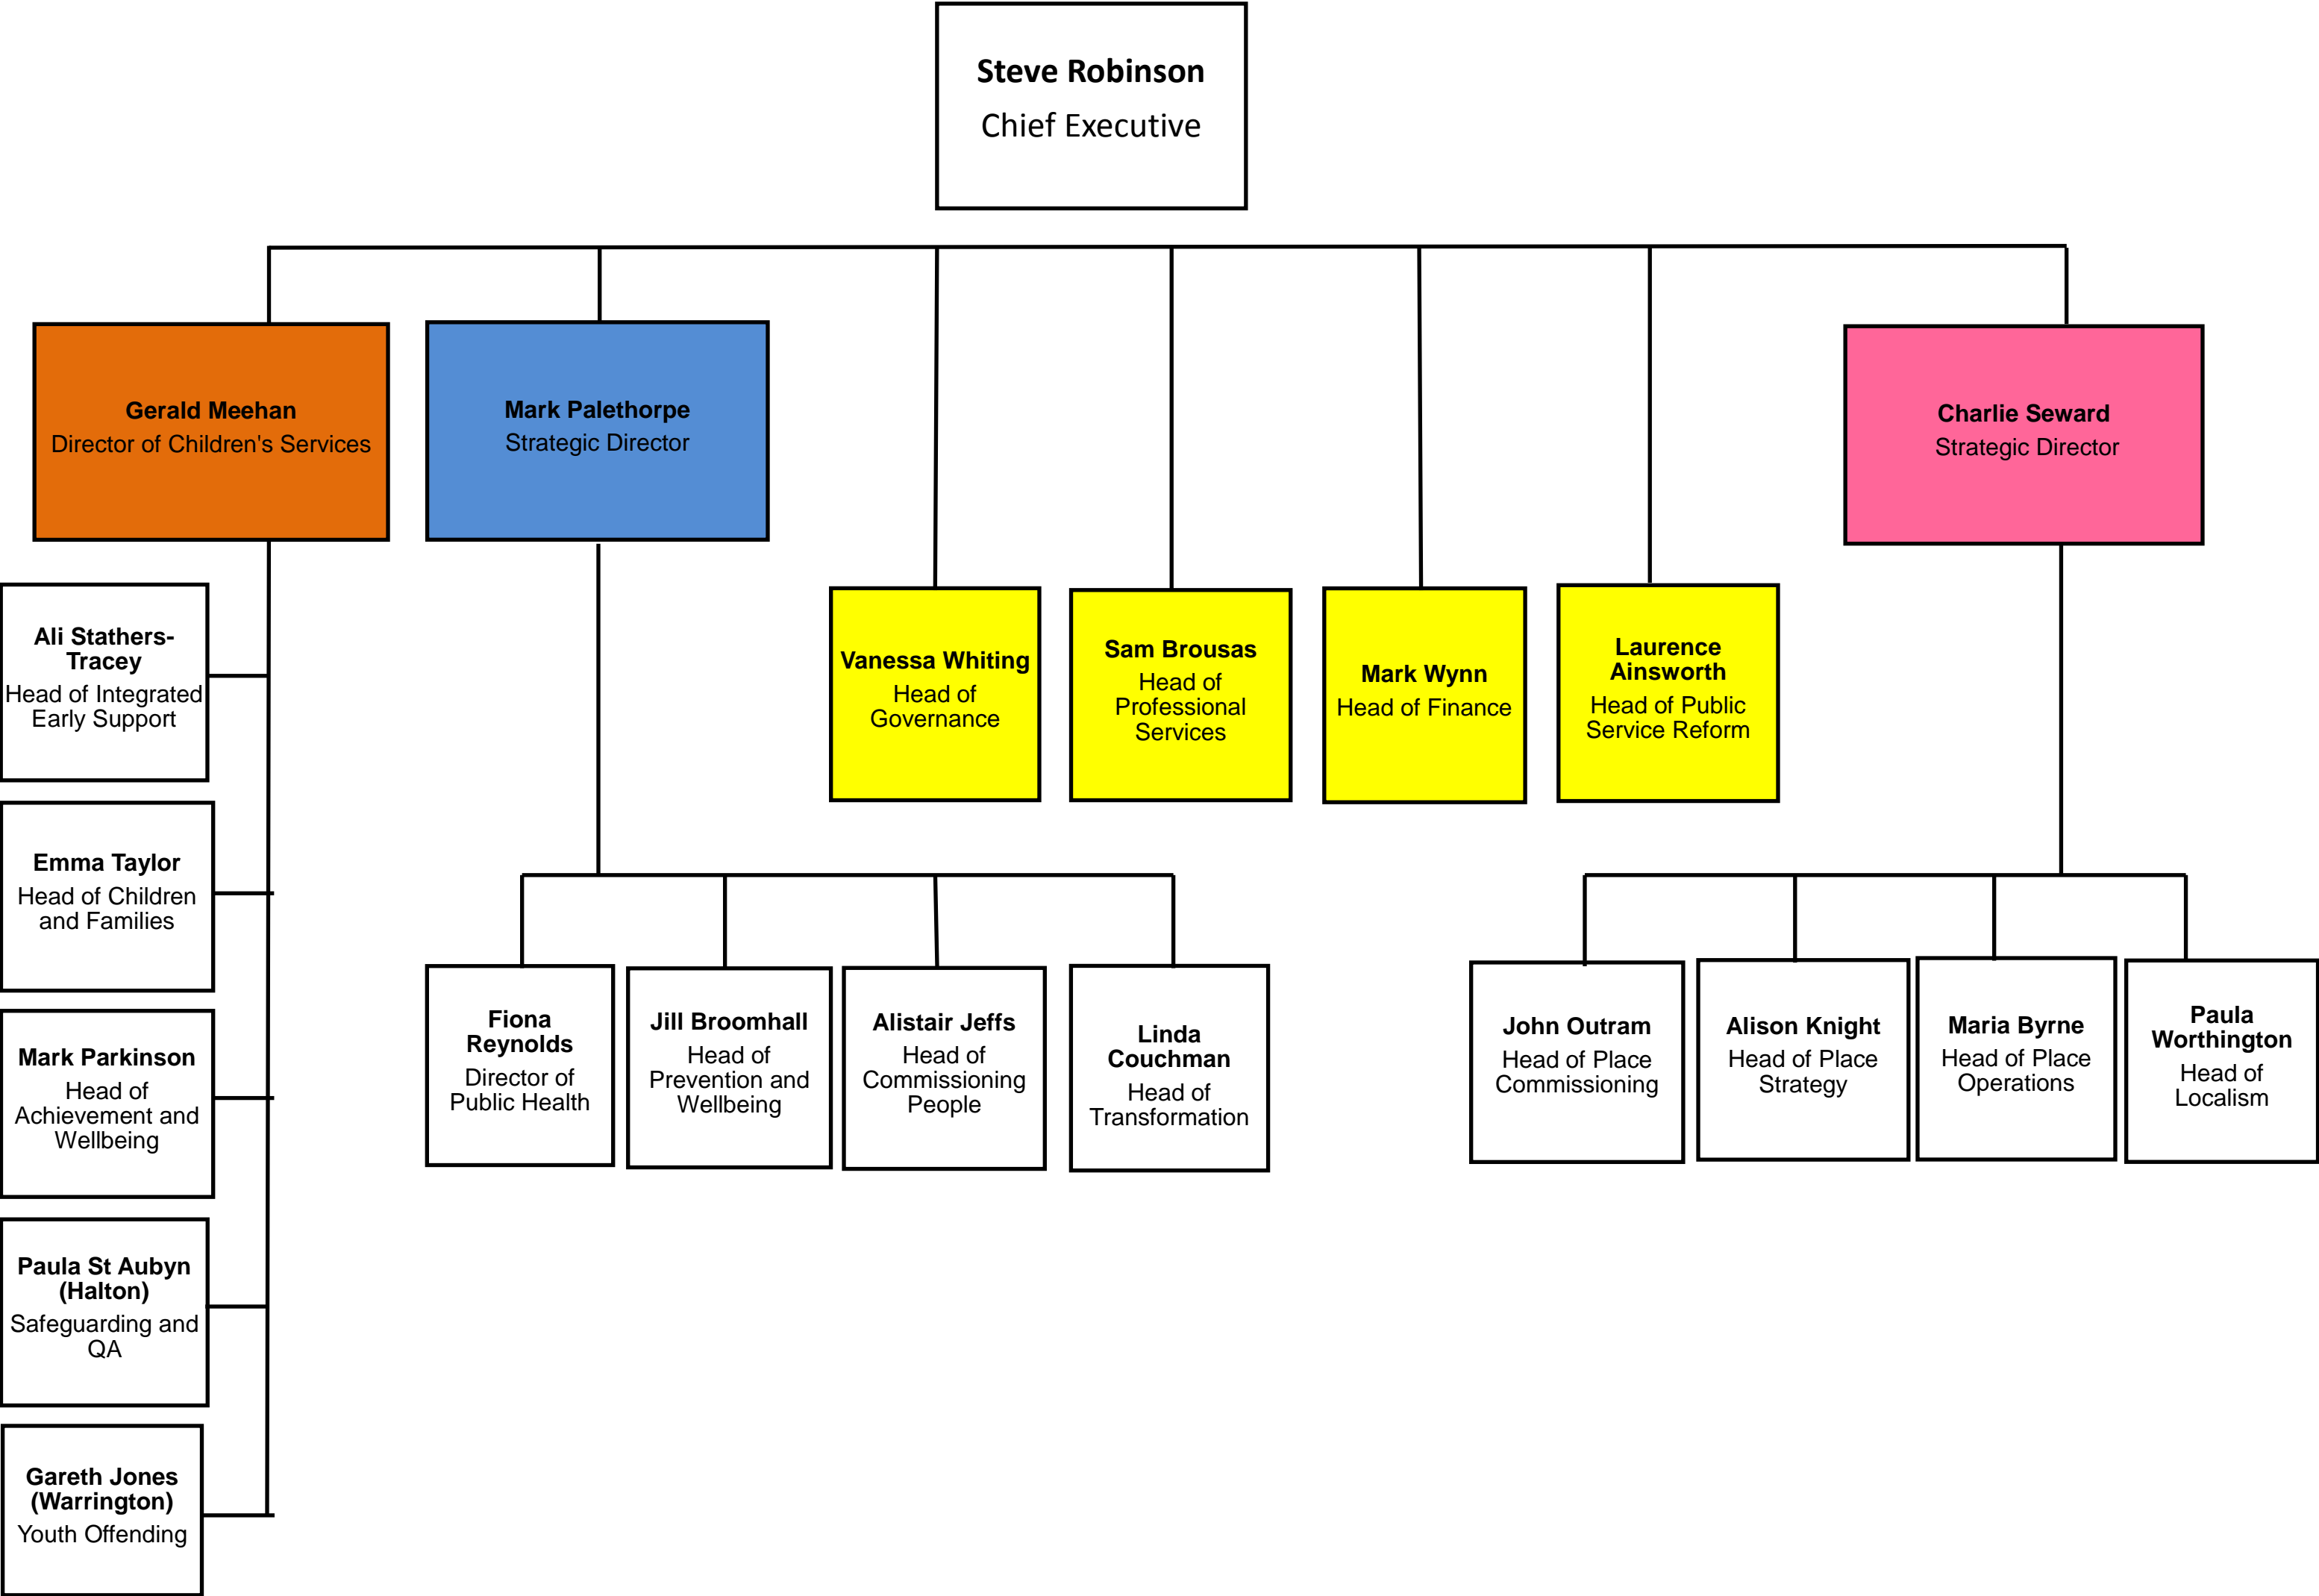 Steve Robinson
Chief Executive
Gerald Meehan
Director of Children's Services
Mark Palethorpe
Strategic Director
Charlie Seward
Strategic Director
Ali Stathers-
Tracey
Head of Integrated
Early Support
Emma Taylor
Head of Children
and Families
Mark Parkinson
Head of
Achievement and
Wellbeing
Paula St Aubyn
(Halton)
Safeguarding and
QA
Gareth Jones
(Warrington)
Youth Offending
Vanessa Whiting
Head of
Governance
Sam Brousas
Head of
Professional
Services
Mark Wynn
Head of Finance
Laurence
Ainsworth
Head of Public
Service Reform
Fiona
Reynolds
Director of
Public Health
Jill Broomhall
Head of
Prevention and
Wellbeing
Alistair Jeffs
Head of
Commissioning
People
Linda
Couchman
Head of
Transformation
John Outram
Head of Place
Commissioning
Alison Knight
Head of Place
Strategy
Maria Byrne
Head of Place
Operations
Paula
Worthington
Head of
Localism